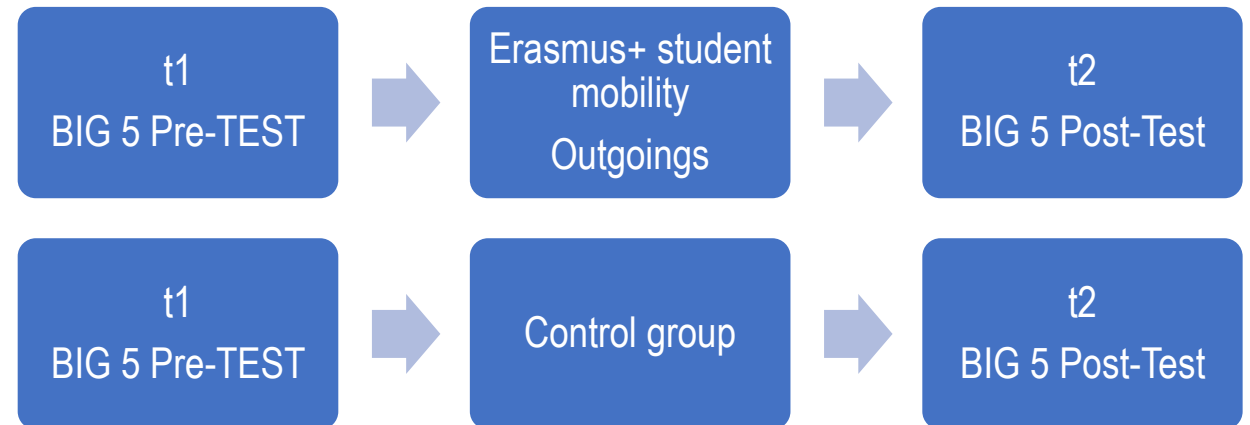 t1
BIG 5 Pre-TEST
Erasmus+ student
mobility
Outgoings
t2
BIG 5 Post-Test
t1
BIG 5 Pre-TEST
Control group
t2
BIG 5 Post-Test